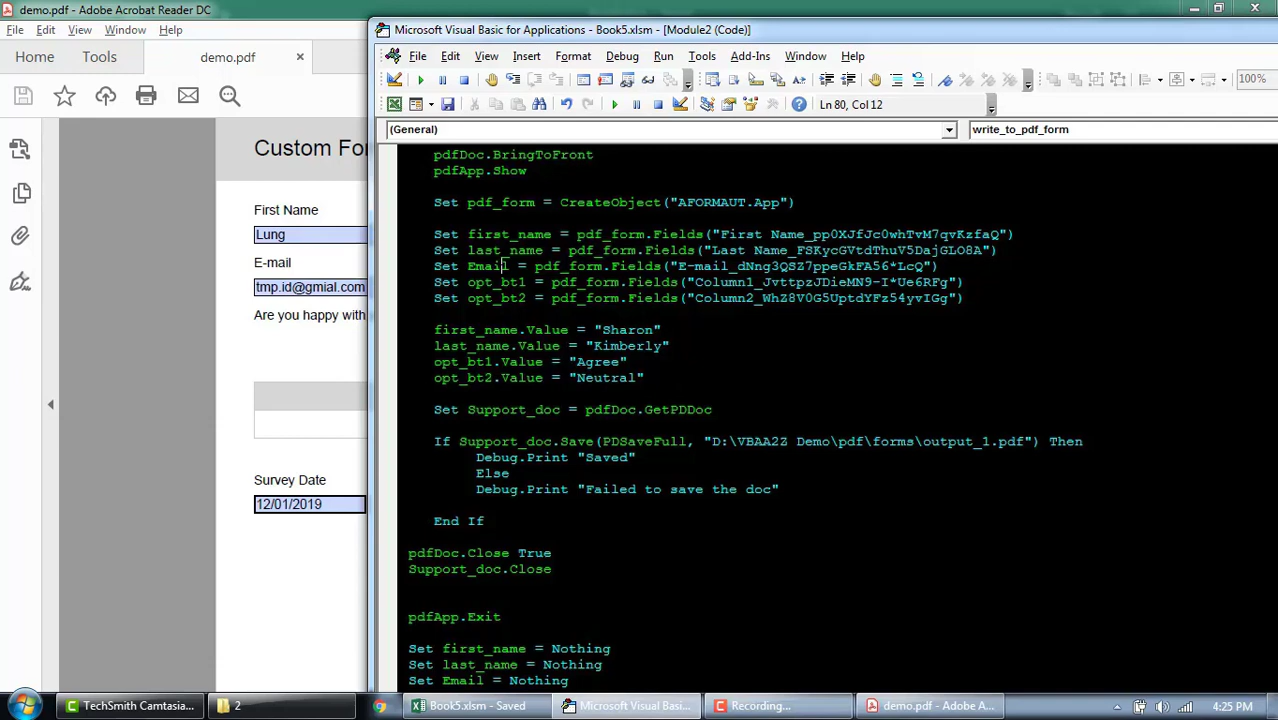 demo.pdf - Adobe Acrobat Reader DC
File Edit View Window Help
Home Tools demo.pdf ×
Custom For
First Name
Lung
E-mail
tmp.id@gmial.com
Are you happy with
Survey Date
12/01/2019
Microsoft Visual Basic for Applications - Book5.xlsm - [Module2 (Code)]
File Edit View Insert Format Debug Run Tools Add-Ins Window Help
100%
Ln 80, Col 12
(General) write_to_pdf_form
pdfDoc.BringToFront
pdfApp.Show
Set pdf_form = CreateObject("AFORMAUT.App")
Set first_name = pdf_form.Fields("First Name_pp0XJfJc0whTvM7qvKzfaQ")
Set last_name = pdf_form.Fields("Last Name_FSKycGVtdThuV5DajGLO8A")
Set Email = pdf_form.Fields("E-mail_dNng3QSZ7ppeGkFA56*LcQ")
Set opt_bt1 = pdf_form.Fields("Column1_JvttpzJDieMN9-I*Ue6RFg")
Set opt_bt2 = pdf_form.Fields("Column2_WhZ8V0G5UptdYFz54yvIGg")
first_name.Value = "Sharon"
last_name.Value = "Kimberly"
opt_bt1.Value = "Agree"
opt_bt2.Value = "Neutral"
Set Support_doc = pdfDoc.GetPDDoc
If Support_doc.Save(PDSaveFull, "D:\VBAA2Z Demo\pdf\forms\output_1.pdf") Then
Debug.Print "Saved"
Else
Debug.Print "Failed to save the doc"
End If
pdfDoc.Close True
Support_doc.Close
pdfApp.Exit
Set first_name = Nothing
Set last_name = Nothing
Set Email = Nothing
TechSmith Camtasia... 2 Book5.xlsm - Saved Microsoft Visual Basi... Recording... demo.pdf - Adobe A... 4:25 PM